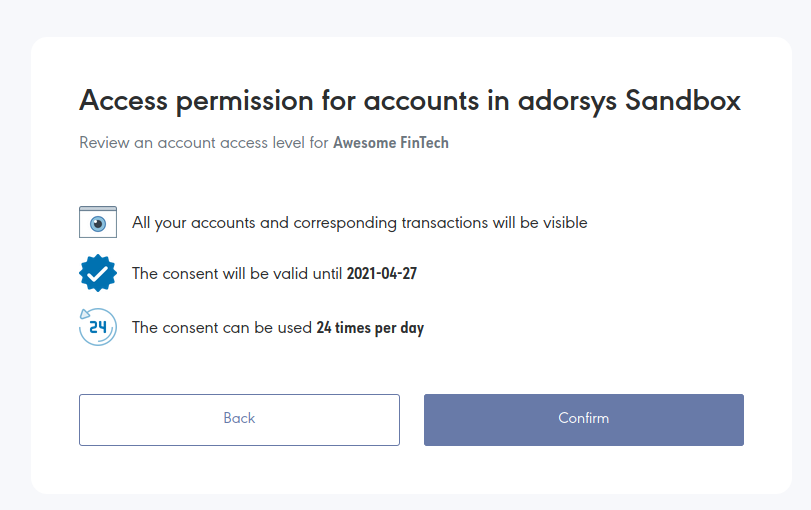 Access permission for accounts in adorsys Sandbox
Review an account access level for Awesome FinTech
All your accounts and corresponding transactions will be visible
The consent will be valid until 2021-04-27
24
The consent can be used 24 times per day
Back
Confirm